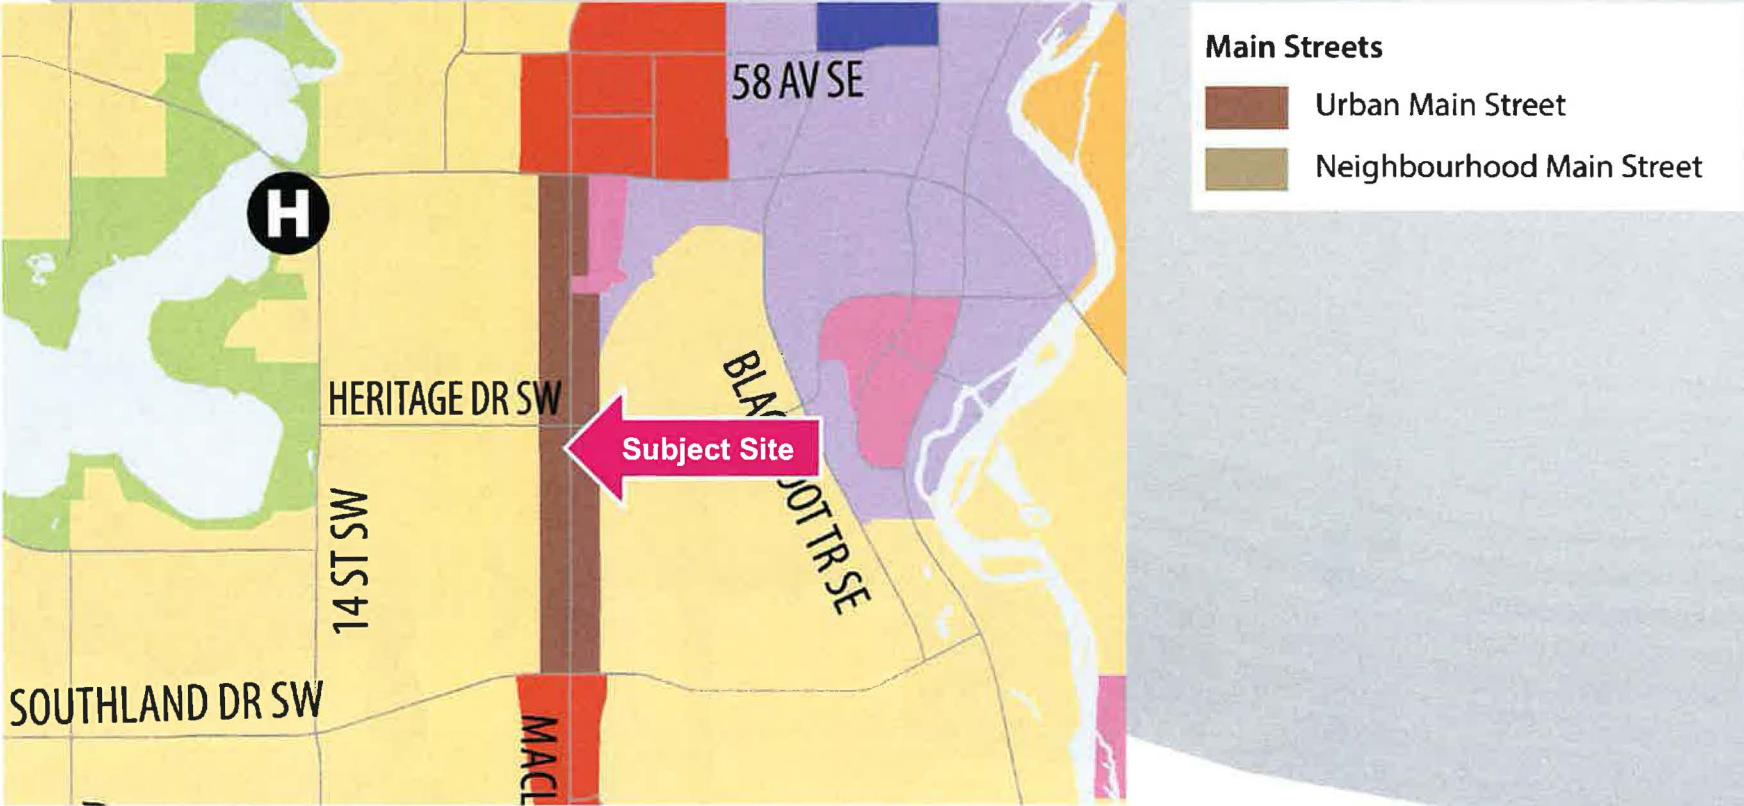 Main Streets
Urban Main Street
Neighbourhood Main Street
58 AV SE
H
HERITAGE DR SW
Subject Site
14 ST SW
SOUTHLAND DR SW